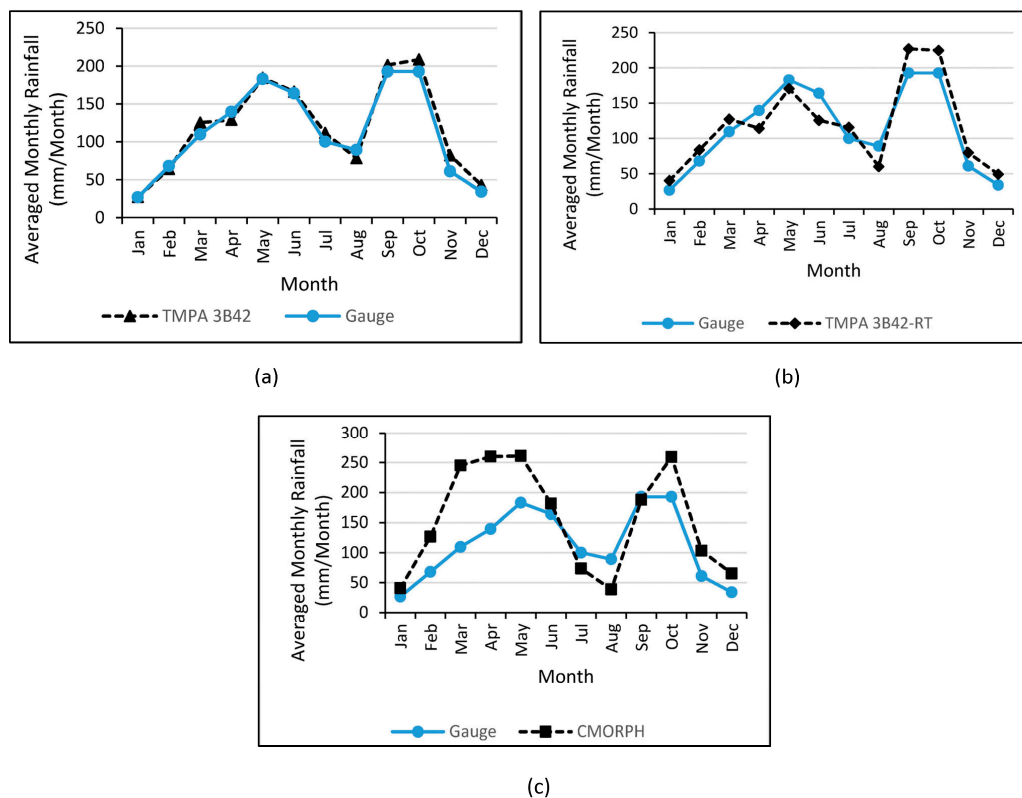 250
200
150
100
50
0
Averaged Monthly Rainfall
(mm/Month)
Jan
Feb
Mar
Apr
May
Jun
Jul
Aug
Sep
Oct
Nov
Dec
Month
TMPA 3B42
Gauge
(a)
250
200
150
100
50
0
Averaged Monthly Rainfall
(mm/Month)
Jan
Feb
Mar
Apr
May
Jun
Jul
Aug
Sep
Oct
Nov
Dec
Month
Gauge
TMPA 3B42-RT
(b)
300
250
200
150
100
50
0
Averaged Monthly Rainfall
(mm/Month)
Jan
Feb
Mar
Apr
May
Jun
Jul
Aug
Sep
Oct
Nov
Dec
Month
Gauge
CMORPH
(c)